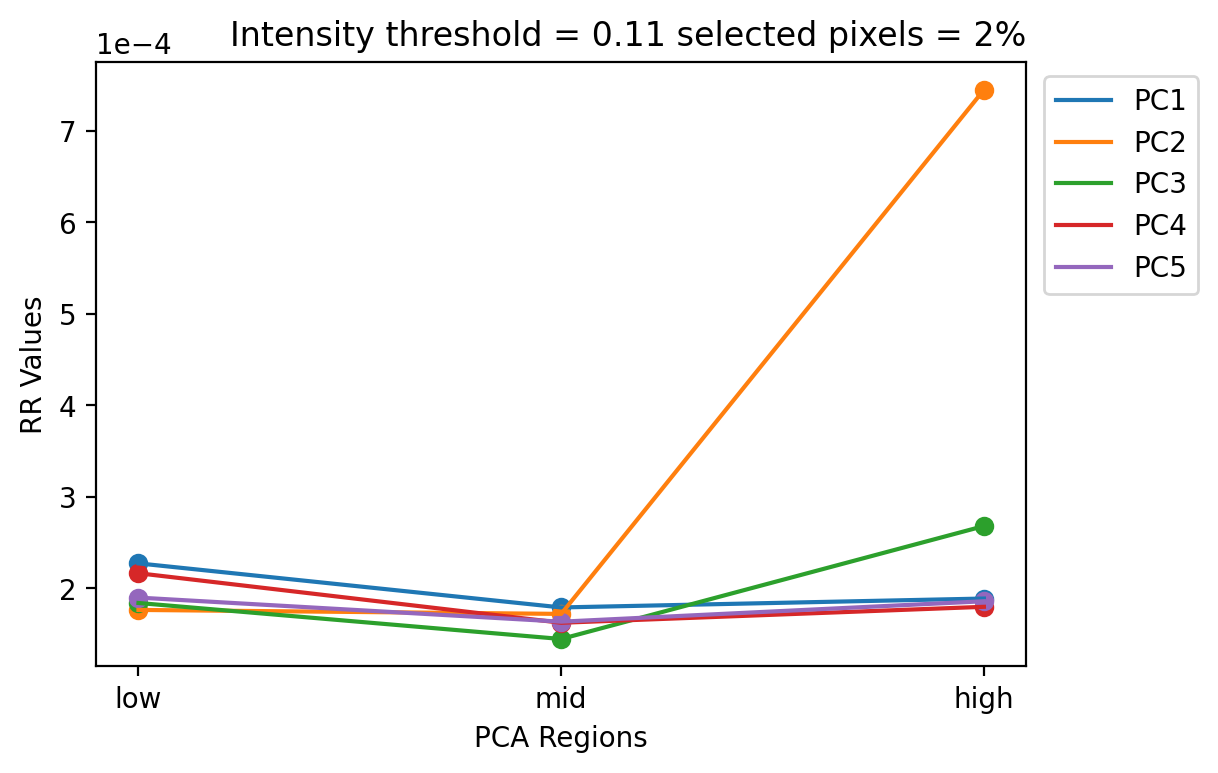 Intensity threshold = 0.11 selected pixels = 2%
1e−4
7
6
5
4
3
2
RR Values
low mid high
PCA Regions
PC1
PC2
PC3
PC4
PC5